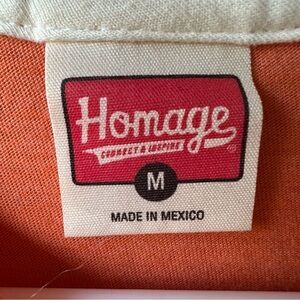 Homage
CONNECT & INSPIRE
®
M
MADE IN MEXICO